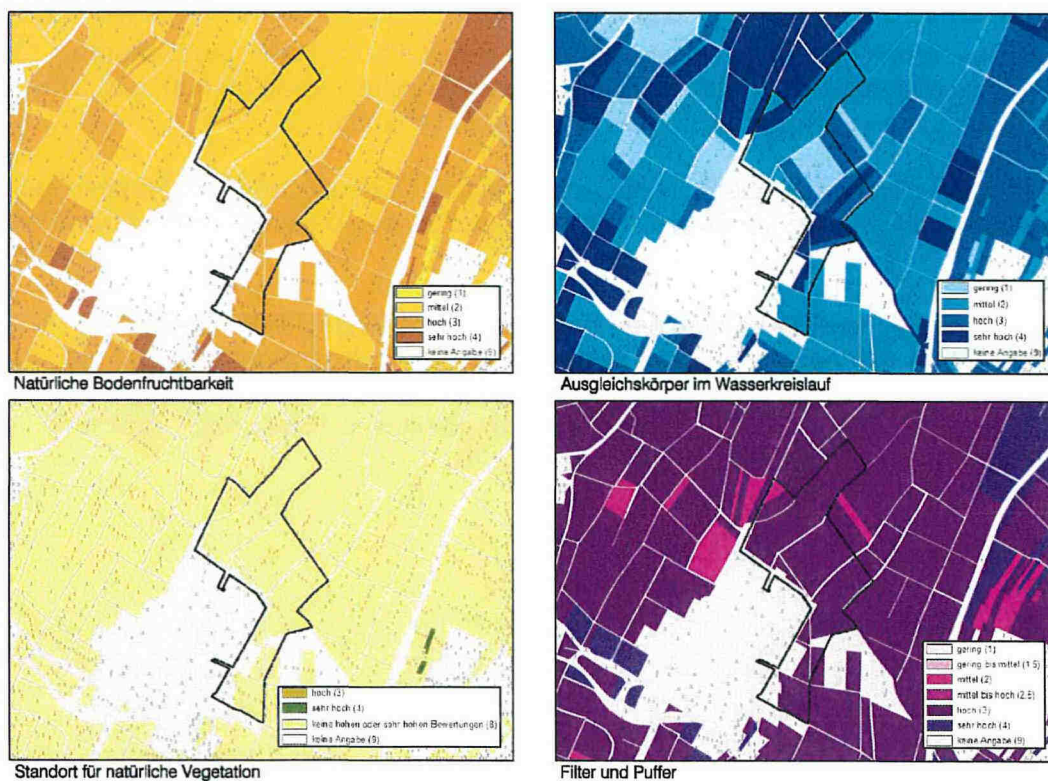 gering (1)
mittel (2)
hoch (3)
sehr hoch (4)
keine Angabe (9)
Natürliche Bodenfruchtbarkeit
gering (1)
mittel (2)
hoch (3)
sehr hoch (4)
keine Angabe (9)
Ausgleichskörper im Wasserkreislauf
hoch (3)
sehr hoch (4)
keine hohen oder sehr hohen Bewertungen (8)
keine Angabe (9)
Standort für natürliche Vegetation
gering (1)
gering bis mittel (1.5)
mittel (2)
mittel bis hoch (2.5)
hoch (3)
sehr hoch (4)
keine Angabe (9)
Filter und Puffer